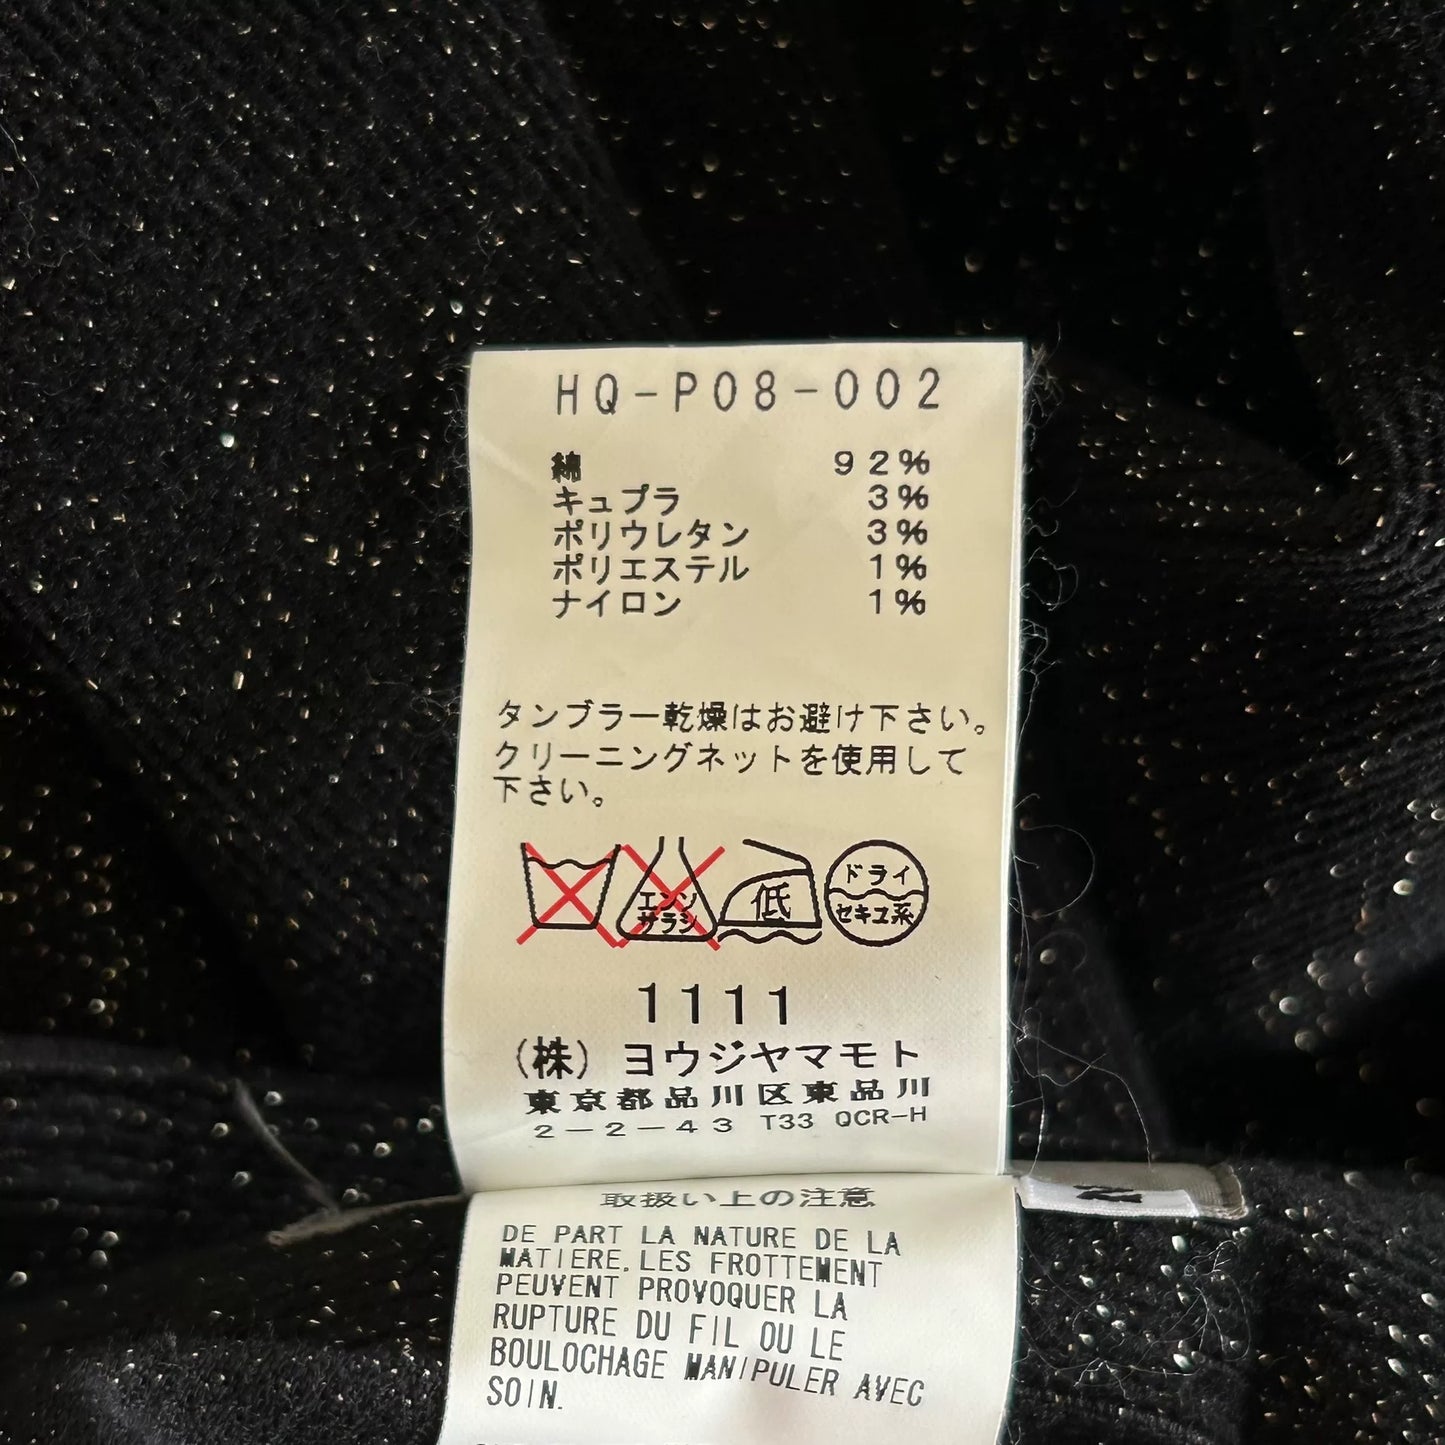 HQ-P08-002
綿 92%
キュプラ 3%
ポリウレタン 3%
ポリエステル 1%
ナイロン 1%
タンブラー乾燥はお避け下さい。
クリーニングネットを使用して
下さい。
エンソ サラシ 低 ドライ セキユ系
1111
(株) ヨウジヤマモト
東京都品川区東品川
2-2-43 T33 QCR-H
取扱い上の注意
DE PART LA NATURE DE LA
MATIERE, LES FROTTEMENT
PEUVENT PROVOQUER LA
RUPTURE DU FIL OU LE
BOULOCHAGE MANIPULER AVEC
SOIN.